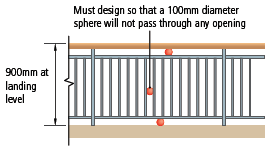 Must design so that a 100mm diameter
sphere will not pass through any opening
900mm at
landing
level